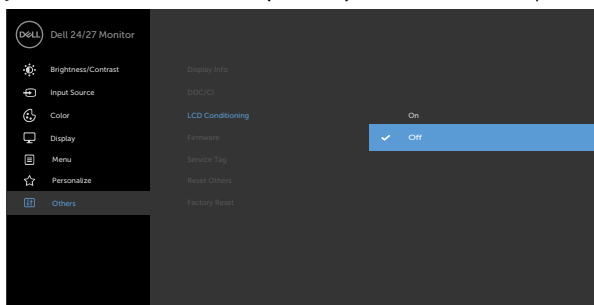 DELL
Dell 24/27 Monitor
Brightness/Contrast
Input Source
Color
Display
Menu
Personalize
Others
Display Info
DDC/CI
LCD Conditioning
Firmware
Service Tag
Reset Others
Factory Reset
On
Off